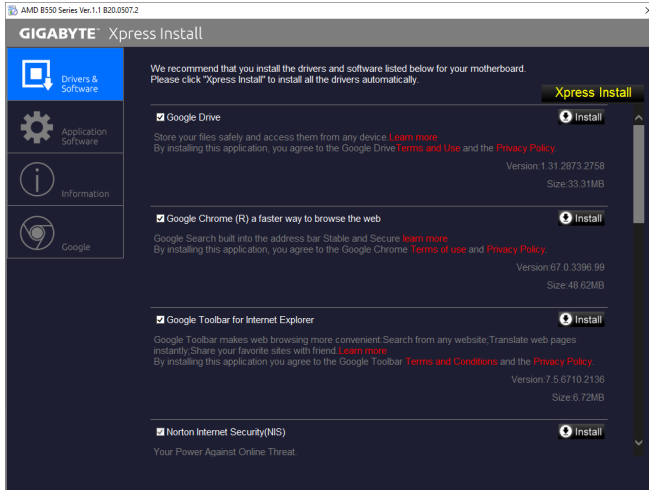 AMD B550 Series Ver.1.1 B20.0507.2
GIGABYTE™ Xpress Install
Drivers &
Software
Application
Software
Information
Google
We recommend that you install the drivers and software listed below for your motherboard.
Please click "Xpress Install" to install all the drivers automatically.
Xpress Install
Google Drive
Install
Store your files safely and access them from any device.Learn more
By installing this application, you agree to the Google DriveTerms and Use and the Privacy Policy.
Version:1.31.2873.2758
Size:33.31MB
Google Chrome (R) a faster way to browse the web
Install
Google Search built into the address bar Stable and Secure learn more
By installing this application, you agree to the Google Chrome Terms of use and Privacy Policy.
Version:67.0.3396.99
Size:48.62MB
Google Toolbar for Internet Explorer
Install
Google Toolbar makes web browsing more convenient.Search from any website;Translate web pages
instantly;Share your favorite sites with friend.Learn more
By installing this application you agree to the Google Toolbar Terms and Conditions and the Privacy Policy.
Version:7.5.6710.2136
Size:6.72MB
Norton Internet Security(NIS)
Install
Your Power Against Online Threat.